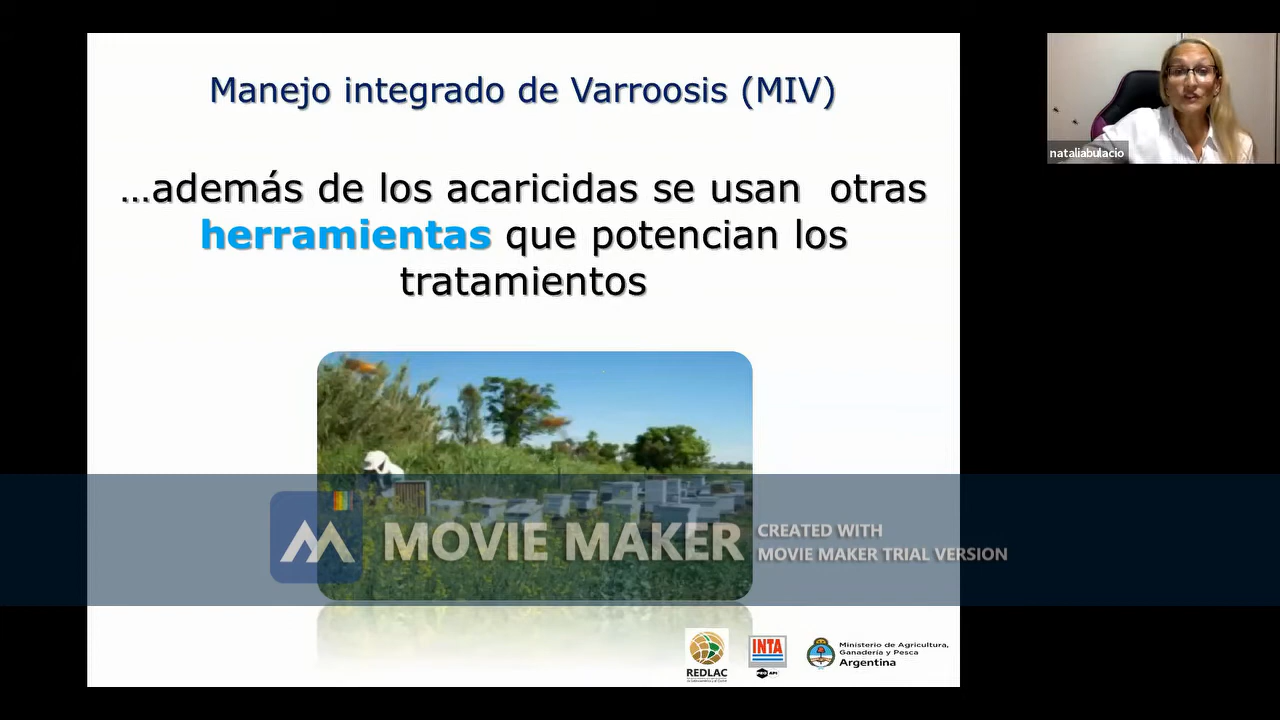 Manejo integrado de Varroosis (MIV)
...además de los acaricidas se usan otras
herramientas que potencian los
tratamientos
nataliabulacio
MOVIE MAKER
CREATED WITH
MOVIE MAKER TRIAL VERSION
REDLAC
INTA
Ministerio de Agricultura,
Ganadería y Pesca
Argentina